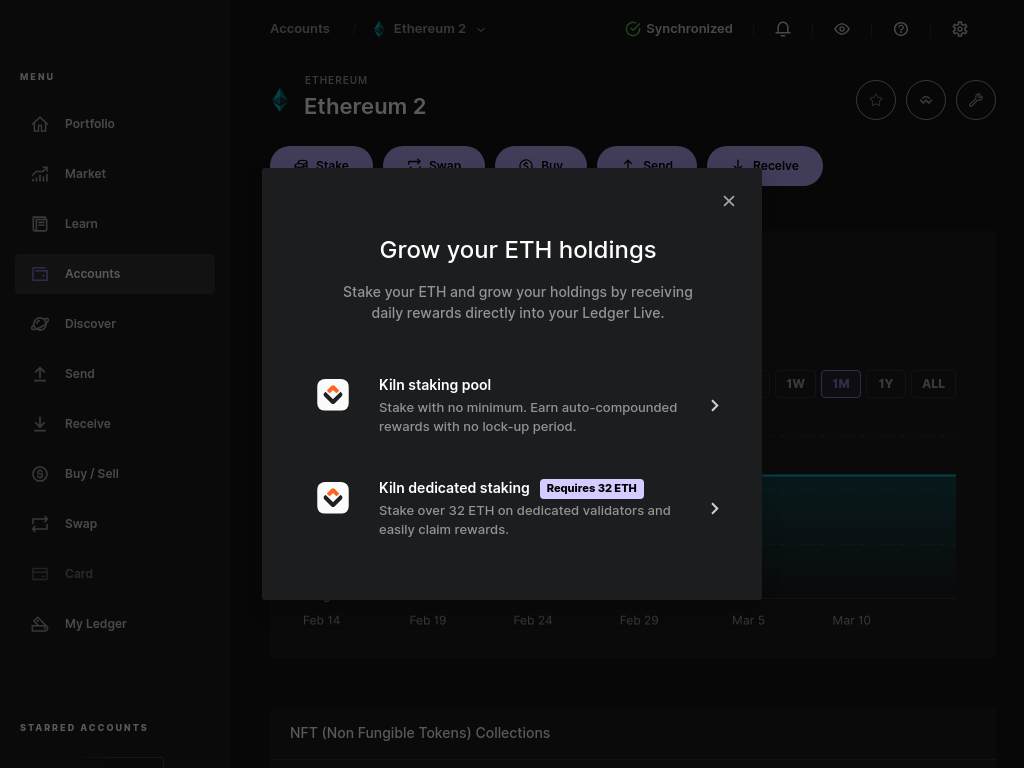 Accounts / Ethereum 2
Synchronized
MENU
Portfolio
Market
Learn
Accounts
Discover
Send
Receive
Buy / Sell
Swap
Card
My Ledger
STARRED ACCOUNTS
ETHEREUM
Ethereum 2
Stake Swap Buy Send Receive
Grow your ETH holdings
Stake your ETH and grow your holdings by receiving
daily rewards directly into your Ledger Live.
Kiln staking pool
Stake with no minimum. Earn auto-compounded
rewards with no lock-up period.
Kiln dedicated staking Requires 32 ETH
Stake over 32 ETH on dedicated validators and
easily claim rewards.
1W 1M 1Y ALL
Feb 14 Feb 19 Feb 24 Feb 29 Mar 5 Mar 10
NFT (Non Fungible Tokens) Collections